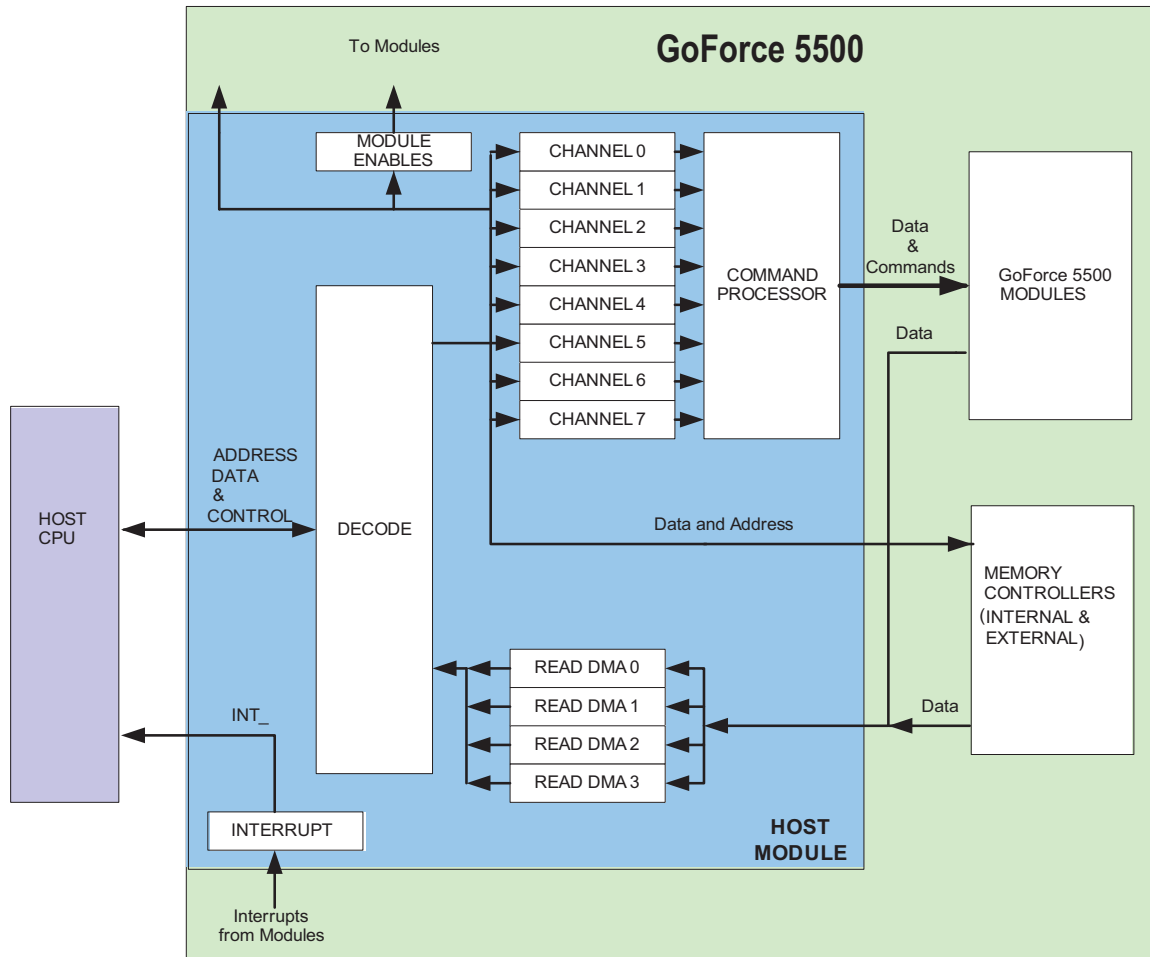 To Modules
GoForce 5500
MODULE
ENABLES
CHANNEL 0
CHANNEL 1
CHANNEL 2
CHANNEL 3
CHANNEL 4
CHANNEL 5
CHANNEL 6
CHANNEL 7
COMMAND
PROCESSOR
Data
&
Commands
GoForce 5500
MODULES
Data
HOST
CPU
ADDRESS
DATA
&
CONTROL
DECODE
Data and Address
MEMORY
CONTROLLERS
(INTERNAL &
EXTERNAL)
READ DMA 0
READ DMA 1
READ DMA 2
READ DMA 3
Data
INT_
INTERRUPT
HOST
MODULE
Interrupts
from Modules